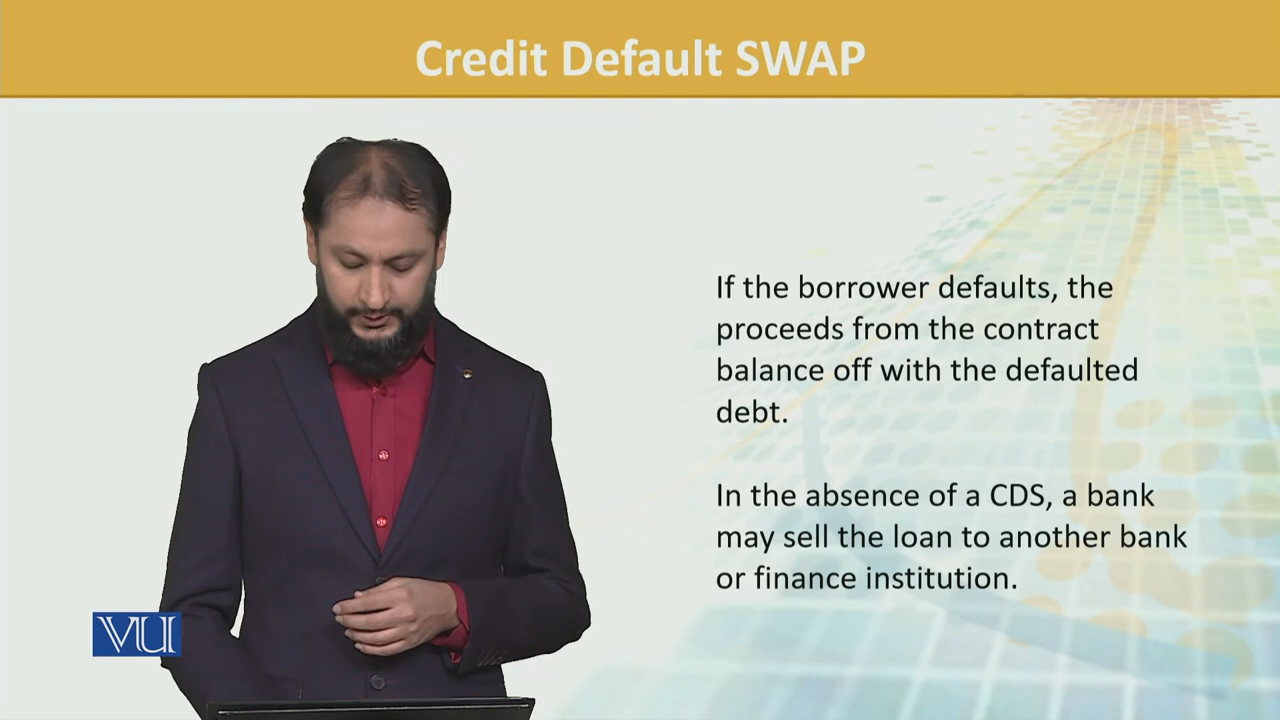 Credit Default SWAP
If the borrower defaults, the
proceeds from the contract
balance off with the defaulted
debt.
In the absence of a CDS, a bank
may sell the loan to another bank
or finance institution.
VU